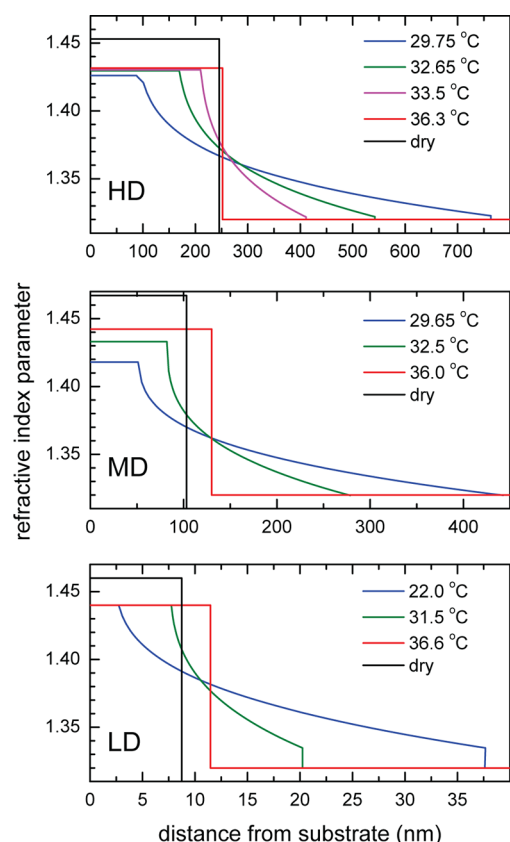 refractive index parameter
1.45
1.40
1.35
HD
29.75 °C
32.65 °C
33.5 °C
36.3 °C
dry
0 100 200 300 400 500 600 700
1.45
1.40
1.35
MD
29.65 °C
32.5 °C
36.0 °C
dry
0 100 200 300 400
1.45
1.40
1.35
LD
22.0 °C
31.5 °C
36.6 °C
dry
0 5 10 15 20 25 30 35
distance from substrate (nm)